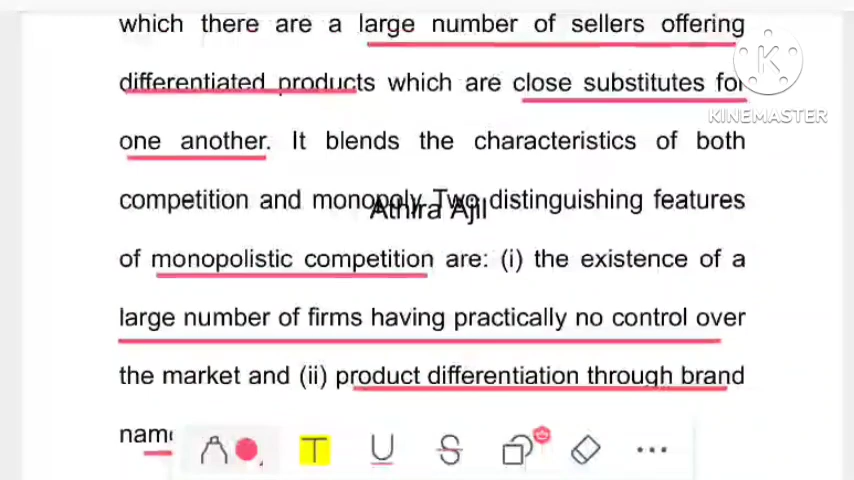 which there are a large number of sellers offering
differentiated products which are close substitutes for
KINEMASTER
one another. It blends the characteristics of both
competition and monopoly Two distinguishing features
Athira Ajil
of monopolistic competition are: (i) the existence of a
large number of firms having practically no control over
the market and (ii) product differentiation through brand